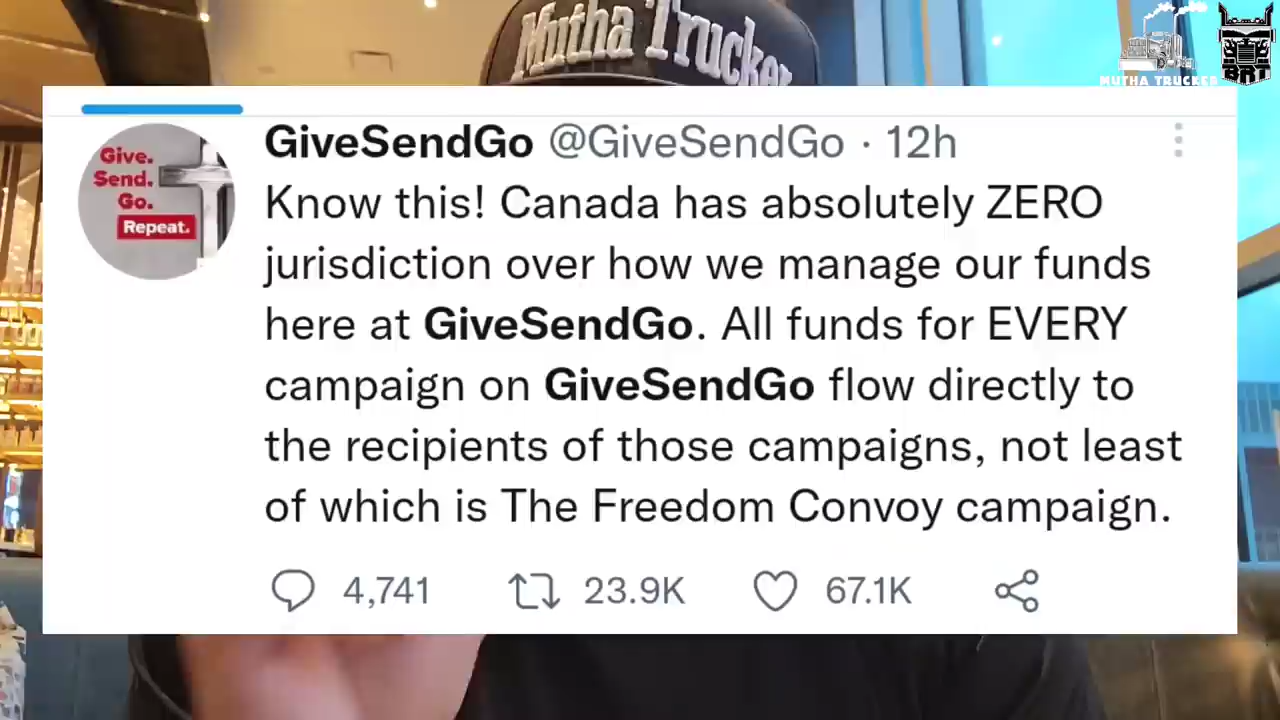 Mutha Trucker
MUTHA TRUCKER
BRT
Give.
Send.
Go.
Repeat.
GiveSendGo @GiveSendGo · 12h
Know this! Canada has absolutely ZERO
jurisdiction over how we manage our funds
here at GiveSendGo. All funds for EVERY
campaign on GiveSendGo flow directly to
the recipients of those campaigns, not least
of which is The Freedom Convoy campaign.
4,741 23.9K 67.1K